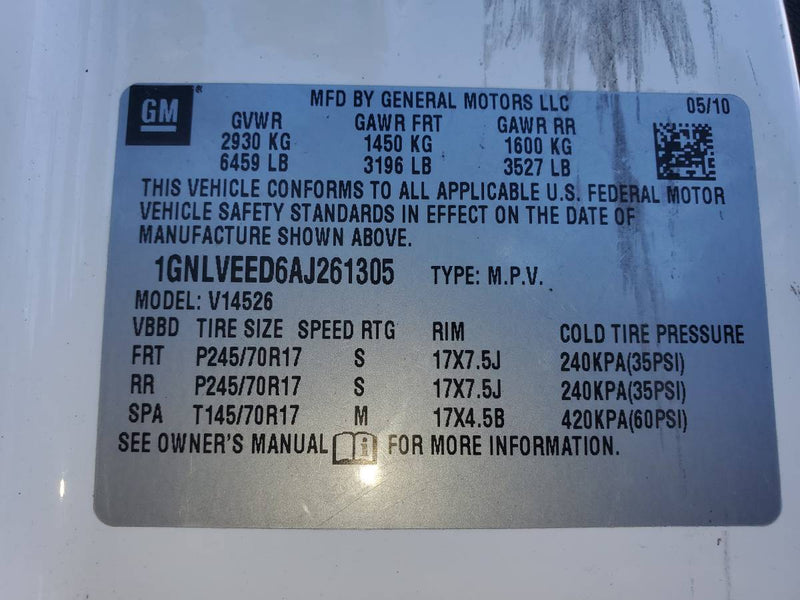 GM
MFD BY GENERAL MOTORS LLC 05/10
GVWR GAWR FRT GAWR RR
2930 KG 1450 KG 1600 KG
6459 LB 3196 LB 3527 LB
THIS VEHICLE CONFORMS TO ALL APPLICABLE U.S. FEDERAL MOTOR
VEHICLE SAFETY STANDARDS IN EFFECT ON THE DATE OF
MANUFACTURE SHOWN ABOVE.
1GNLVEED6AJ261305 TYPE: M.P.V.
MODEL: V14526
VBBD TIRE SIZE SPEED RTG RIM COLD TIRE PRESSURE
FRT P245/70R17 S 17X7.5J 240KPA(35PSI)
RR P245/70R17 S 17X7.5J 240KPA(35PSI)
SPA T145/70R17 M 17X4.5B 420KPA(60PSI)
SEE OWNER'S MANUAL i FOR MORE INFORMATION.